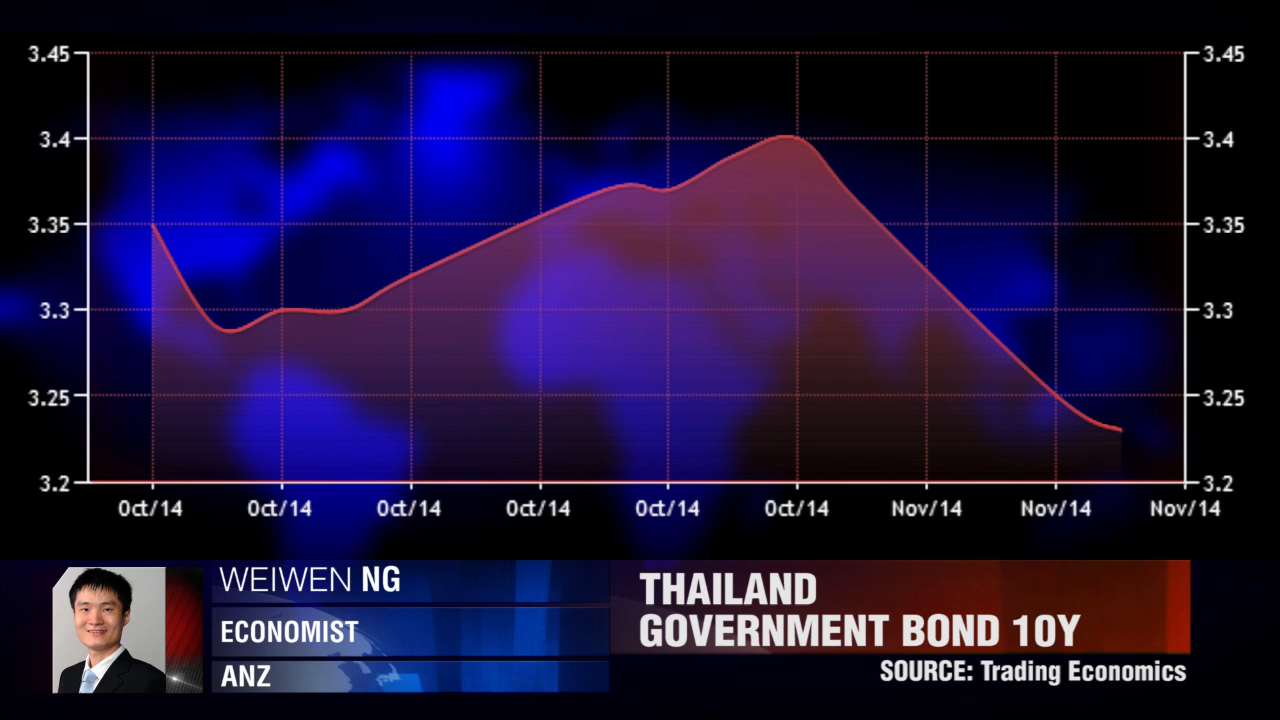 3.45 3.45
3.4 3.4
3.35 3.35
3.3 3.3
3.25 3.25
3.2 3.2
Oct/14 Oct/14 Oct/14 Oct/14 Oct/14 Oct/14 Nov/14 Nov/14 Nov/14
WEIWEN NG
ECONOMIST
ANZ
THAILAND
GOVERNMENT BOND 10Y
SOURCE: Trading Economics